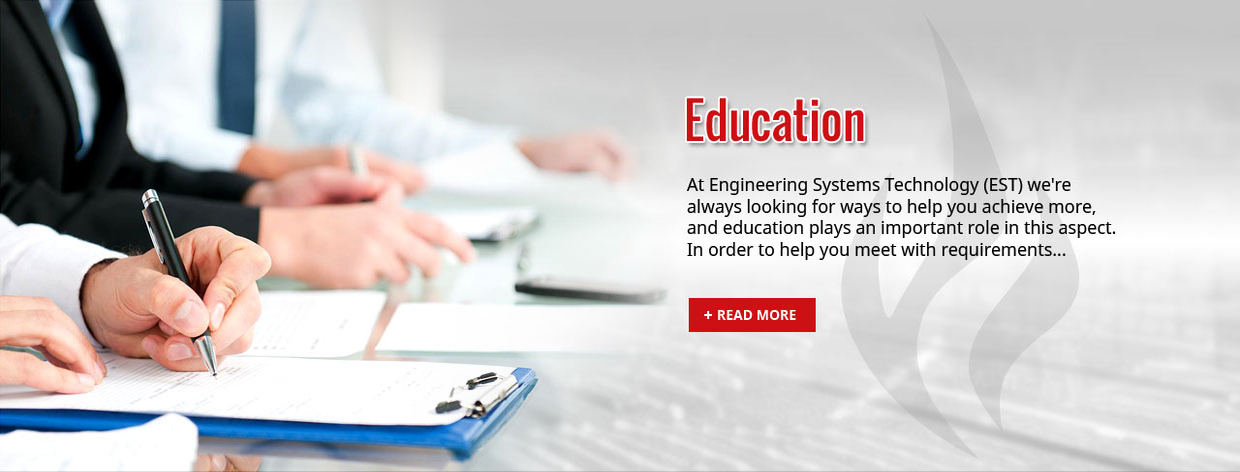 Education
At Engineering Systems Technology (EST) we're
always looking for ways to help you achieve more,
and education plays an important role in this aspect.
In order to help you meet with requirements...
+ READ MORE